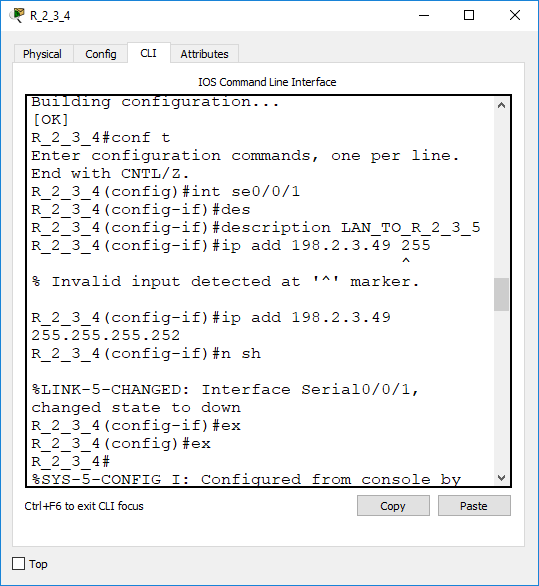 R_2_3_4
Physical Config CLI Attributes
IOS Command Line Interface
Building configuration...
[OK]
R_2_3_4#conf t
Enter configuration commands, one per line.
End with CNTL/Z.
R_2_3_4(config)#int se0/0/1
R_2_3_4(config-if)#des
R_2_3_4(config-if)#description LAN_TO_R_2_3_5
R_2_3_4(config-if)#ip add 198.2.3.49 255
^
% Invalid input detected at '^' marker.
R_2_3_4(config-if)#ip add 198.2.3.49
255.255.255.252
R_2_3_4(config-if)#n sh
%LINK-5-CHANGED: Interface Serial0/0/1,
changed state to down
R_2_3_4(config-if)#ex
R_2_3_4(config)#ex
R_2_3_4#
%SYS-5-CONFIG_I: Configured from console by
Ctrl+F6 to exit CLI focus
Copy Paste
Top